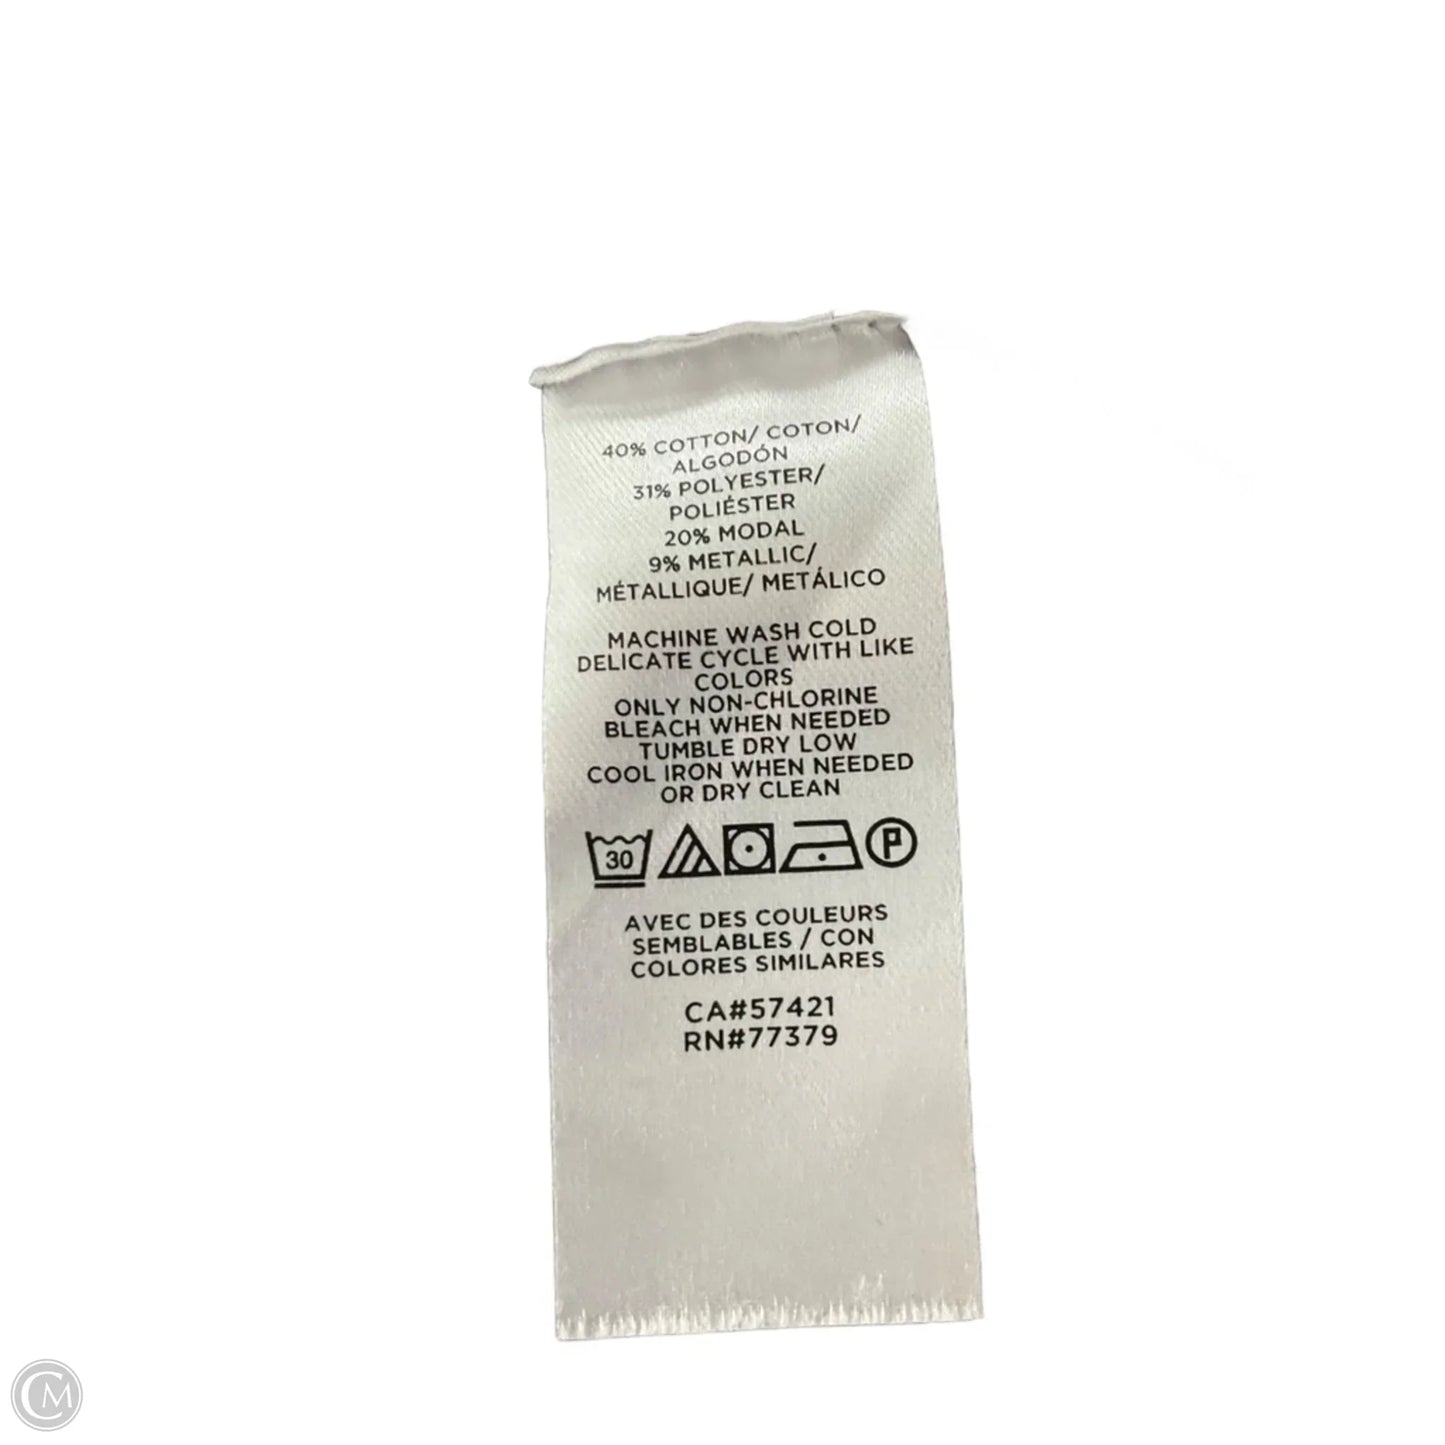 40% COTTON/ COTON/
ALGODÓN
31% POLYESTER/
POLIÉSTER
20% MODAL
9% METALLIC/
MÉTALLIQUE/ METÁLICO
MACHINE WASH COLD
DELICATE CYCLE WITH LIKE
COLORS
ONLY NON-CHLORINE
BLEACH WHEN NEEDED
TUMBLE DRY LOW
COOL IRON WHEN NEEDED
OR DRY CLEAN
30 P
AVEC DES COULEURS
SEMBLABLES / CON
COLORES SIMILARES
CA#57421
RN#77379
CM